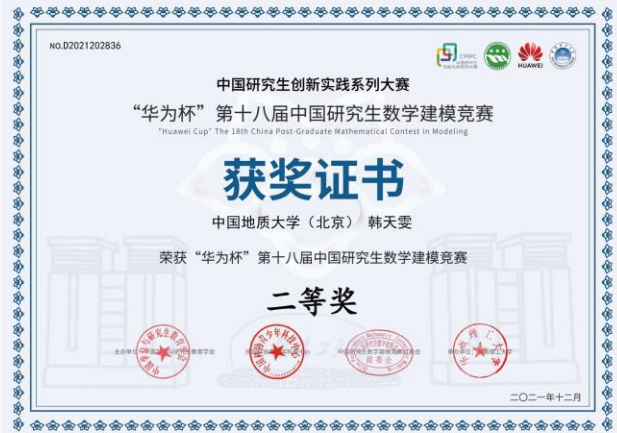 NO.D2021202836
CPIPC
HUAWEI
中国研究生创新实践系列大赛
“华为杯”第十八届中国研究生数学建模竞赛
"Huawei Cup" The 18th China Post-Graduate Mathematical Contest in Modeling
获奖证书
中国地质大学（北京） 韩天雯
荣获“华为杯”第十八届中国研究生数学建模竞赛
二等奖
二〇二一年十二月